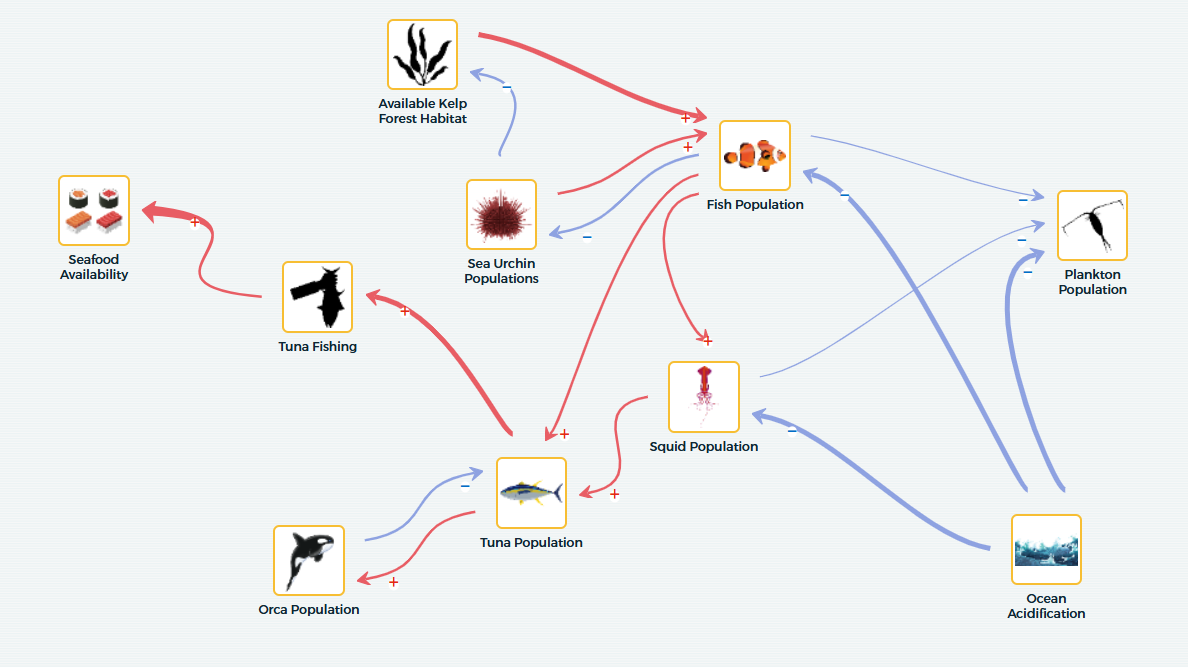 Available Kelp
Forest Habitat
+
−
+
+
Fish Population
−
−
−
−
−
Plankton
Population
Seafood
Availability
+
Sea Urchin
Populations
Tuna Fishing
+
+
Squid Population
−
+
+
−
Tuna Population
+
Orca Population
Ocean
Acidification